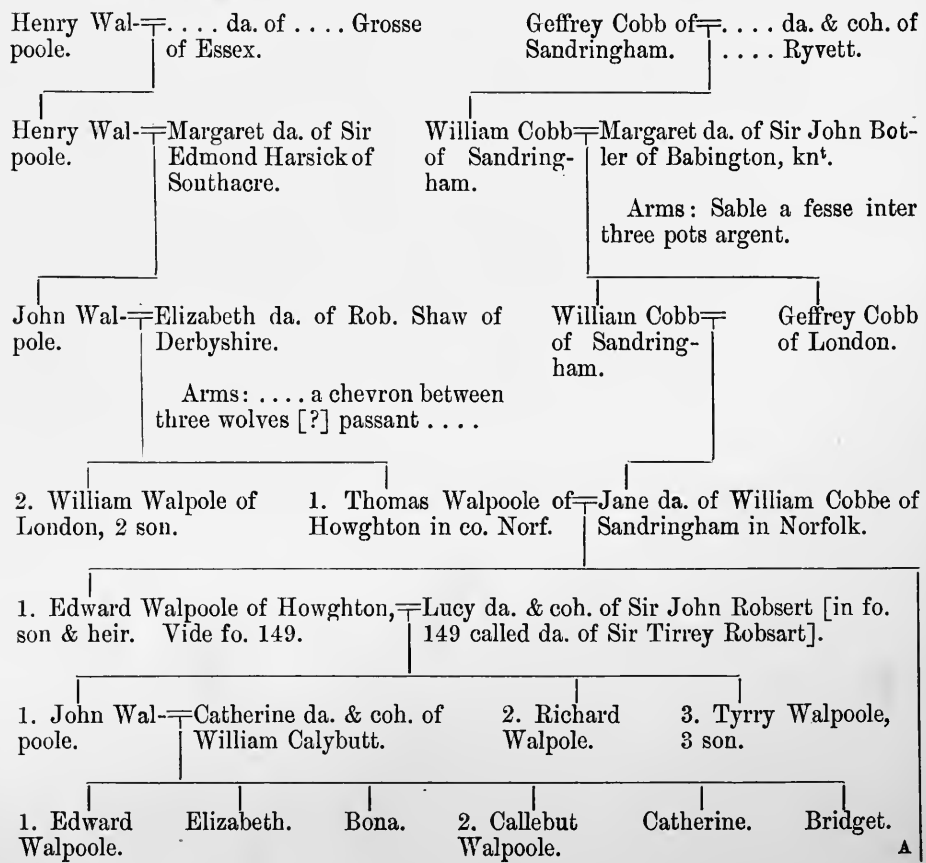 Henry Wal-
poole.
. . . . da. of . . . . Grosse
of Essex.
Geffrey Cobb of
Sandringham.
. . . . da. & coh. of
. . . . Ryvett.
Henry Wal-
poole.
Margaret da. of Sir
Edmond Harsick of
Southacre.
William Cobb
of Sandring-
ham.
Margaret da. of Sir John Bot-
ler of Babington, knt.
Arms: Sable a fesse inter
three pots argent.
John Wal-
pole.
Elizabeth da. of Rob. Shaw of
Derbyshire.
Arms: . . . . a chevron between
three wolves [?] passant . . . .
William Cobb
of Sandring-
ham.
Geffrey Cobb
of London.
2. William Walpole of
London, 2 son.
1. Thomas Walpoole of
Howghton in co. Norf.
Jane da. of William Cobbe of
Sandringham in Norfolk.
1. Edward Walpoole of Howghton,
son & heir. Vide fo. 149.
Lucy da. & coh. of Sir John Robsert [in fo.
149 called da. of Sir Tirrey Robsart].
1. John Wal-
poole.
Catherine da. & coh. of
William Calybutt.
2. Richard
Walpole.
3. Tyrry Walpoole,
3 son.
1. Edward
Walpoole.
Elizabeth.
Bona.
2. Callebut
Walpoole.
Catherine.
Bridget.
A